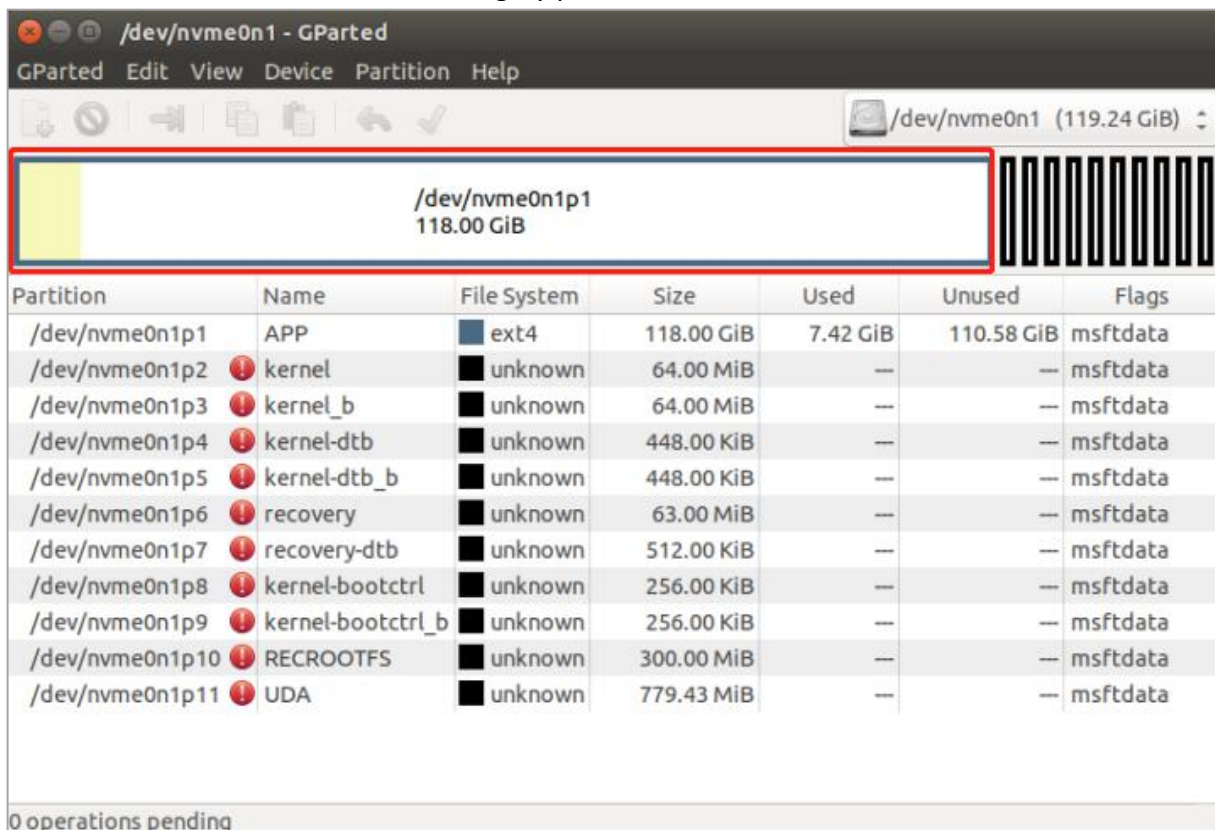 /dev/nvme0n1 - GParted
GParted Edit View Device Partition Help
/dev/nvme0n1 (119.24 GiB)
/dev/nvme0n1p1
118.00 GiB
Partition Name File System Size Used Unused Flags
/dev/nvme0n1p1 APP ext4 118.00 GiB 7.42 GiB 110.58 GiB msftdata
/dev/nvme0n1p2 kernel unknown 64.00 MiB --- --- msftdata
/dev/nvme0n1p3 kernel_b unknown 64.00 MiB --- --- msftdata
/dev/nvme0n1p4 kernel-dtb unknown 448.00 KiB --- --- msftdata
/dev/nvme0n1p5 kernel-dtb_b unknown 448.00 KiB --- --- msftdata
/dev/nvme0n1p6 recovery unknown 63.00 MiB --- --- msftdata
/dev/nvme0n1p7 recovery-dtb unknown 512.00 KiB --- --- msftdata
/dev/nvme0n1p8 kernel-bootctrl unknown 256.00 KiB --- --- msftdata
/dev/nvme0n1p9 kernel-bootctrl_b unknown 256.00 KiB --- --- msftdata
/dev/nvme0n1p10 RECROOTFS unknown 300.00 MiB --- --- msftdata
/dev/nvme0n1p11 UDA unknown 779.43 MiB --- --- msftdata
0 operations pending